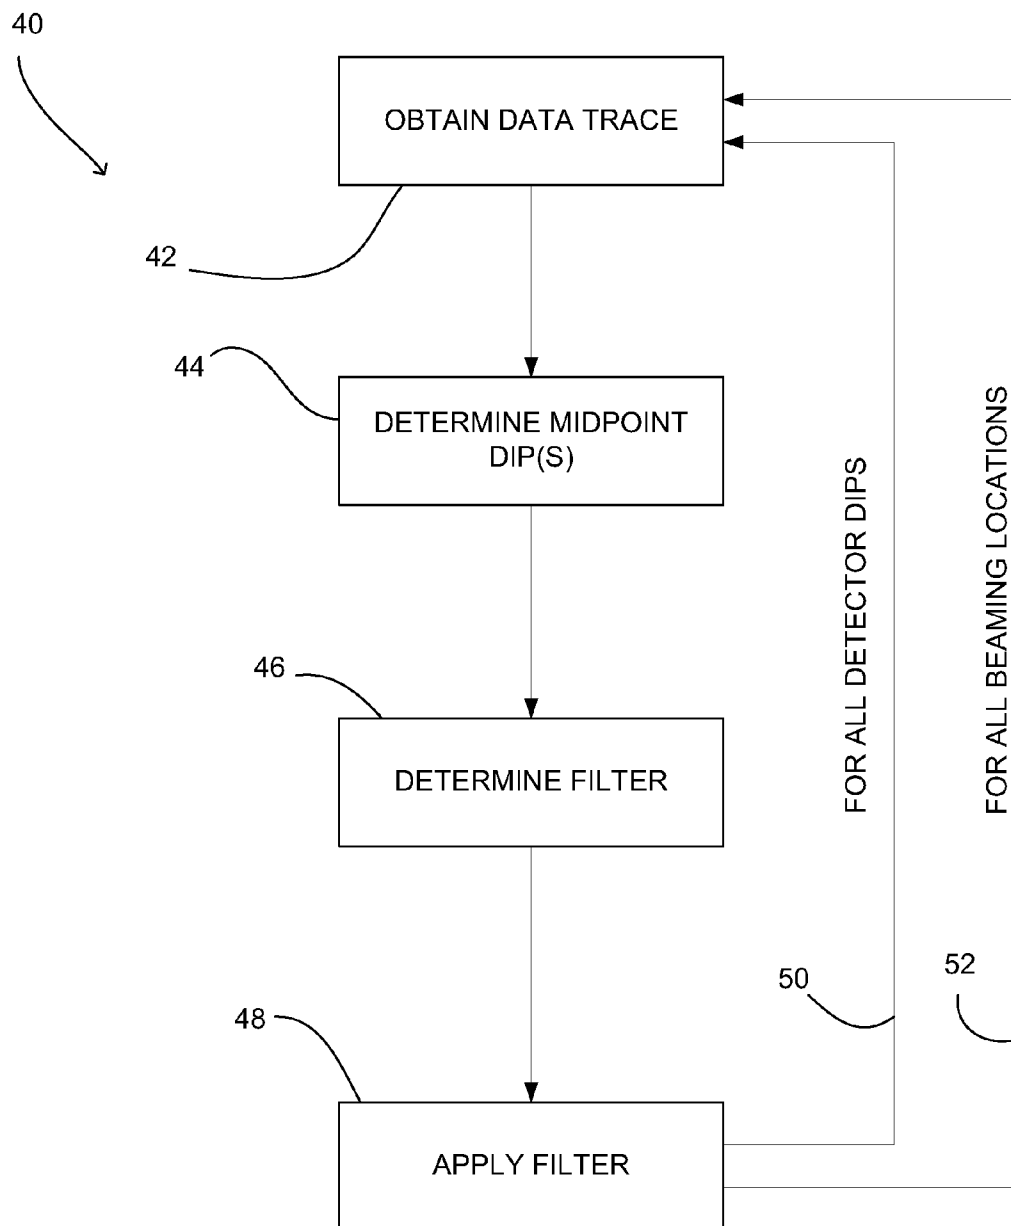 40
OBTAIN DATA TRACE
42
44
DETERMINE MIDPOINT
DIP(S)
46
DETERMINE FILTER
FOR ALL DETECTOR DIPS
FOR ALL BEAMING LOCATIONS
50
52
48
APPLY FILTER